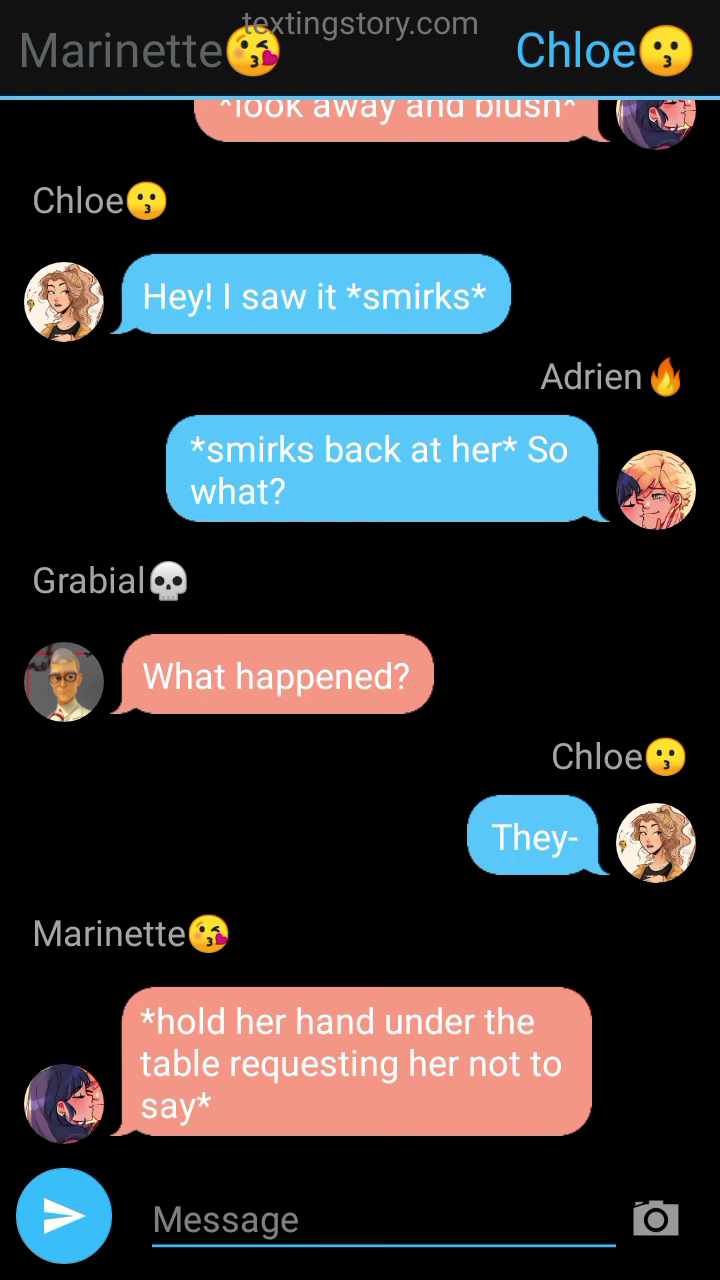 textingstory.com
Marinette😘 Chloe😗
*look away and blush*
Chloe😗
Hey! I saw it *smirks*
Adrien🔥
*smirks back at her* So
what?
Grabial💀
What happened?
Chloe😗
They-
Marinette😘
*hold her hand under the
table requesting her not to
say*
Message